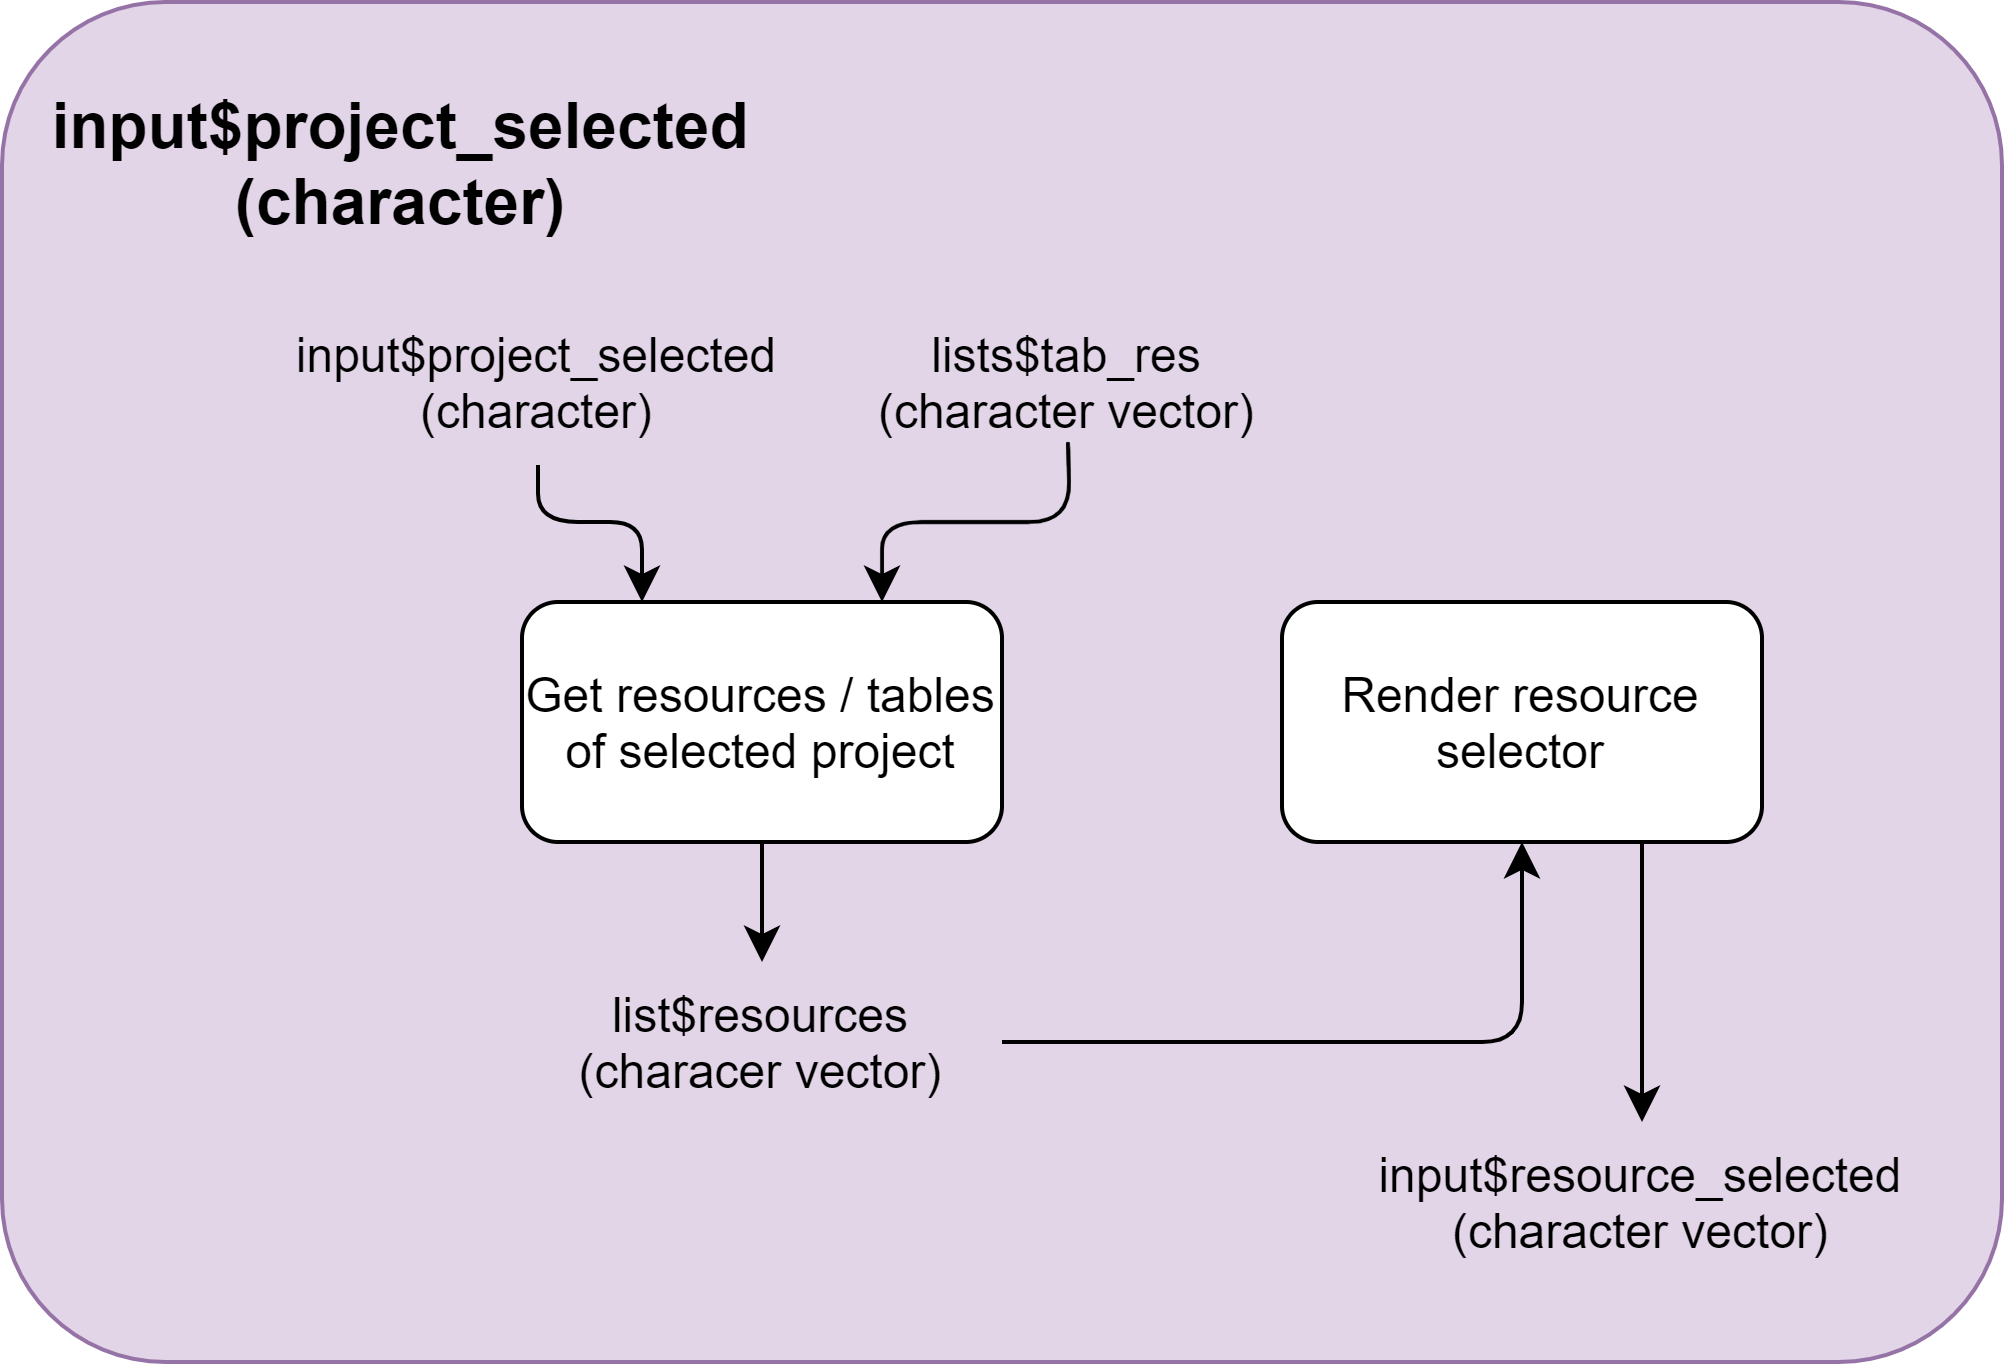 input$project_selected
(character)
input$project_selected
(character)
lists$tab_res
(character vector)
Get resources / tables
of selected project
Render resource
selector
list$resources
(characer vector)
input$resource_selected
(character vector)